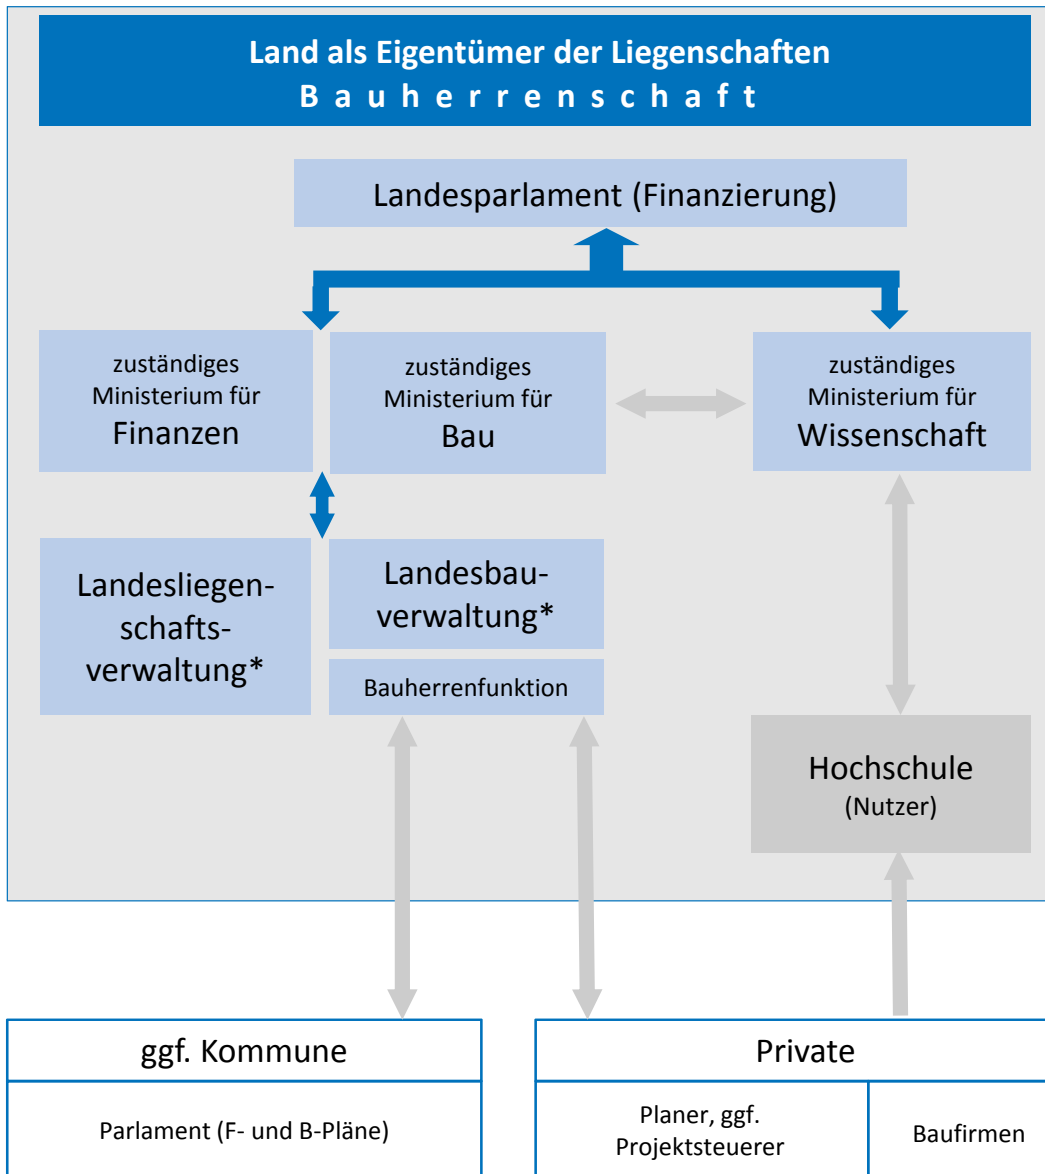 Land als Eigentümer der Liegenschaften
Bauherrenschaft
Landesparlament (Finanzierung)
zuständiges
Ministerium für
Finanzen
zuständiges
Ministerium für
Bau
zuständiges
Ministerium für
Wissenschaft
Landesliegen-
schafts-
verwaltung*
Landesbau-
verwaltung*
Bauherrenfunktion
Hochschule
(Nutzer)
ggf. Kommune
Parlament (F- und B-Pläne)
Private
Planer, ggf.
Projektsteuerer
Baufirmen